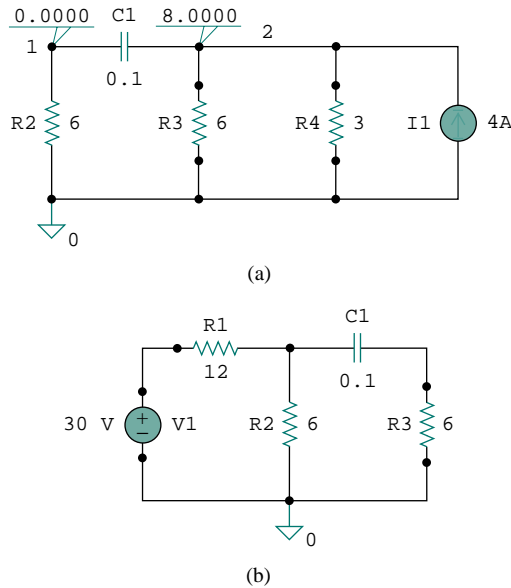 0.0000 8.0000
1 C1 2
0.1
R2 6 R3 6 R4 3 I1 4A
0
(a)
R1 C1
12 0.1
30 V + − V1 R2 6 R3 6
0
(b)